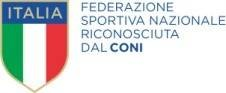 ITALIA
FEDERAZIONE
SPORTIVA NAZIONALE
RICONOSCIUTA
DAL CONI